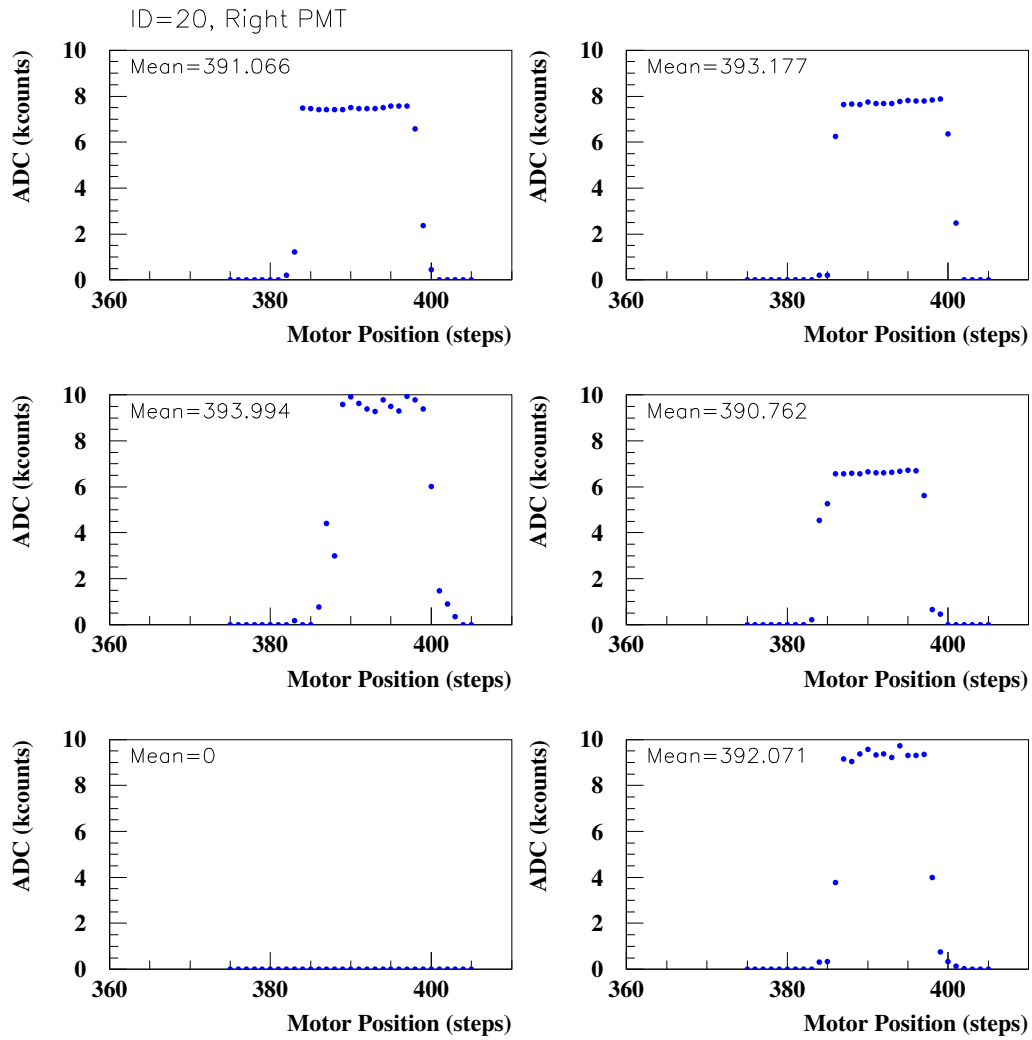 ID=20, Right PMT
Mean=391.066
ADC (kcounts)
10
8
6
4
2
0
360
380
400
Motor Position (steps)
Mean=393.177
ADC (kcounts)
10
8
6
4
2
0
360
380
400
Motor Position (steps)
Mean=393.994
ADC (kcounts)
10
8
6
4
2
0
360
380
400
Motor Position (steps)
Mean=390.762
ADC (kcounts)
10
8
6
4
2
0
360
380
400
Motor Position (steps)
Mean=0
ADC (kcounts)
10
8
6
4
2
0
360
380
400
Motor Position (steps)
Mean=392.071
ADC (kcounts)
10
8
6
4
2
0
360
380
400
Motor Position (steps)